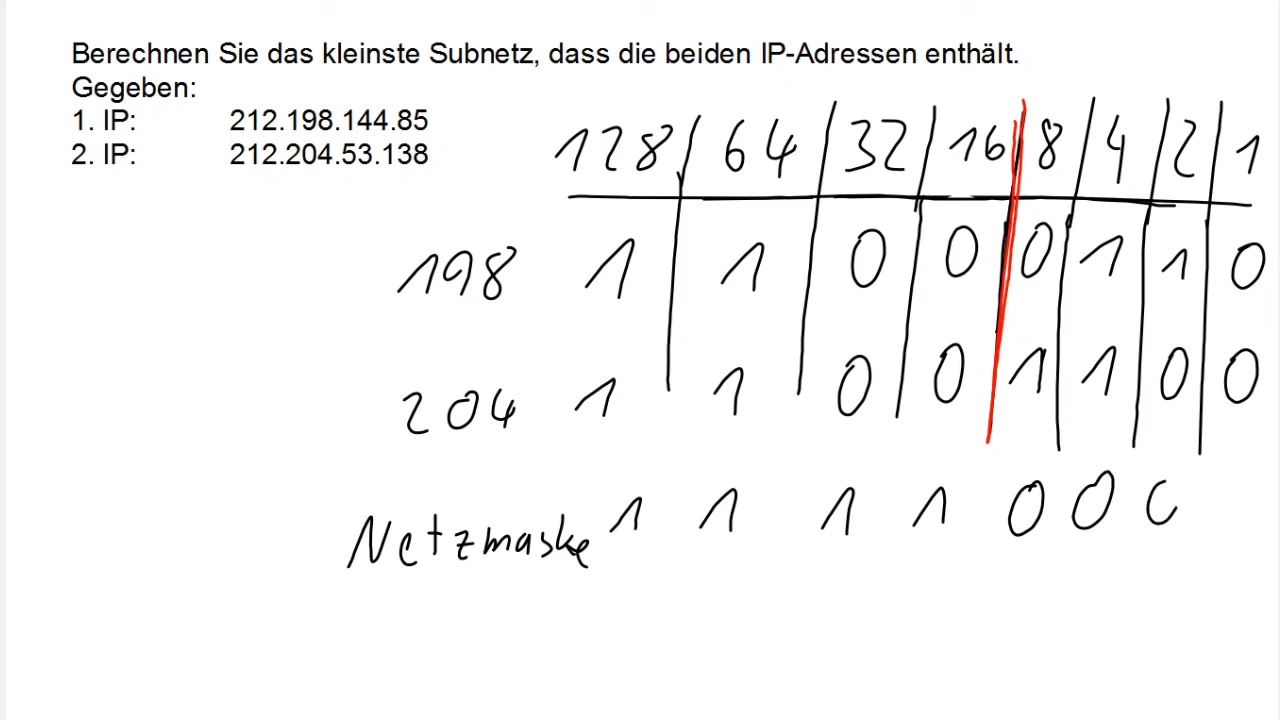 Berechnen Sie das kleinste Subnetz, dass die beiden IP-Adressen enthält.
Gegeben:
1. IP: 212.198.144.85
2. IP: 212.204.53.138
128 64 32 16 8 4 2 1
198 1 1 0 0 0 1 1 0
204 1 1 0 0 1 1 0 0
Netzmaske 1 1 1 1 0 0